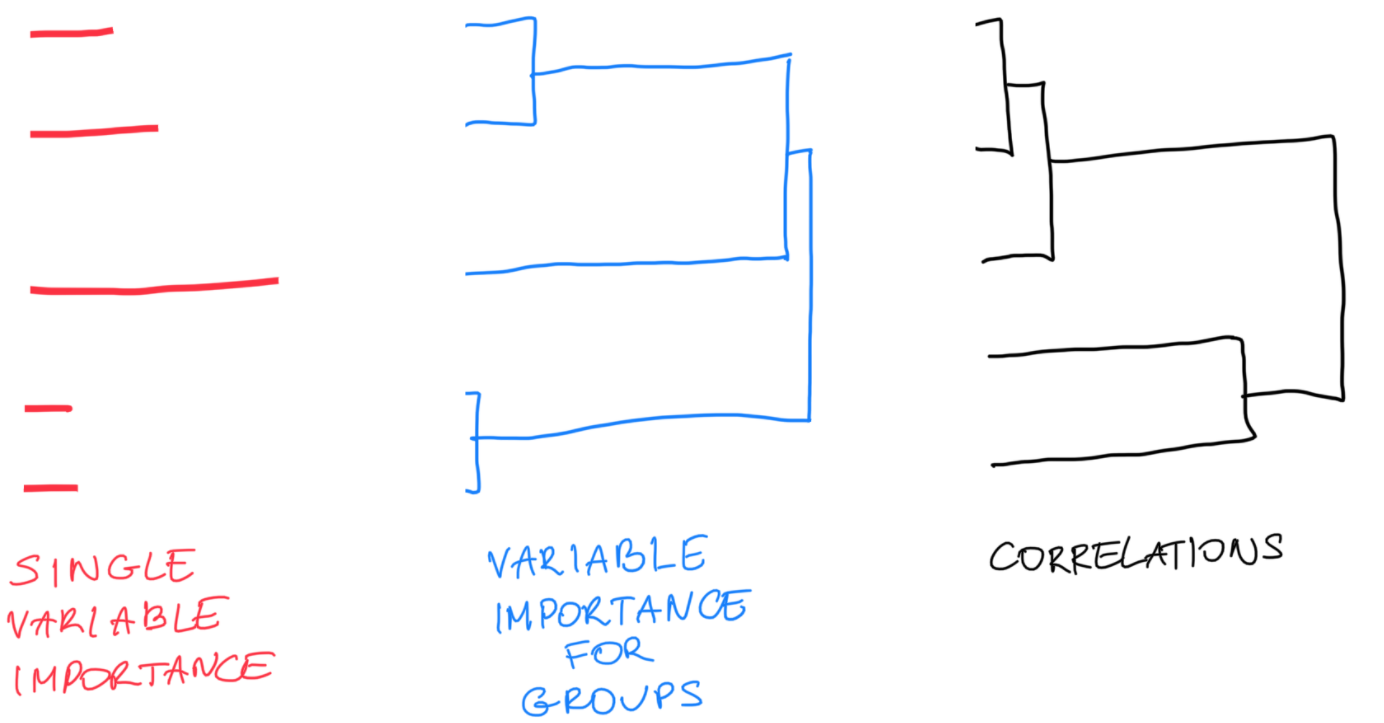 SINGLE
VARIABLE
IMPORTANCE
VARIABLE
IMPORTANCE
FOR
GROUPS
CORRELATIONS